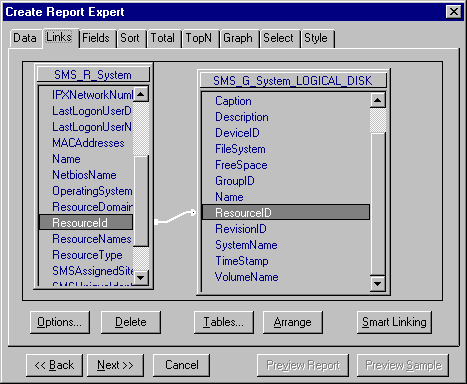 Create Report Expert
Data Links Fields Sort Total TopN Graph Select Style
SMS_R_System
IPXNetworkNuml
LastLogonUserD
LastLogonUserN
MACAddresses
Name
NetbiosName
OperatingSystem
ResourceDomain
ResourceId
ResourceNames
ResourceType
SMSAssignedSite
SMSUniqueIdent
SMS_G_System_LOGICAL_DISK
Caption
Description
DeviceID
FileSystem
FreeSpace
GroupID
Name
ResourceID
RevisionID
SystemName
TimeStamp
VolumeName
Options... Delete Tables... Arrange Smart Linking
<< Back Next >> Cancel Preview Report Preview Sample